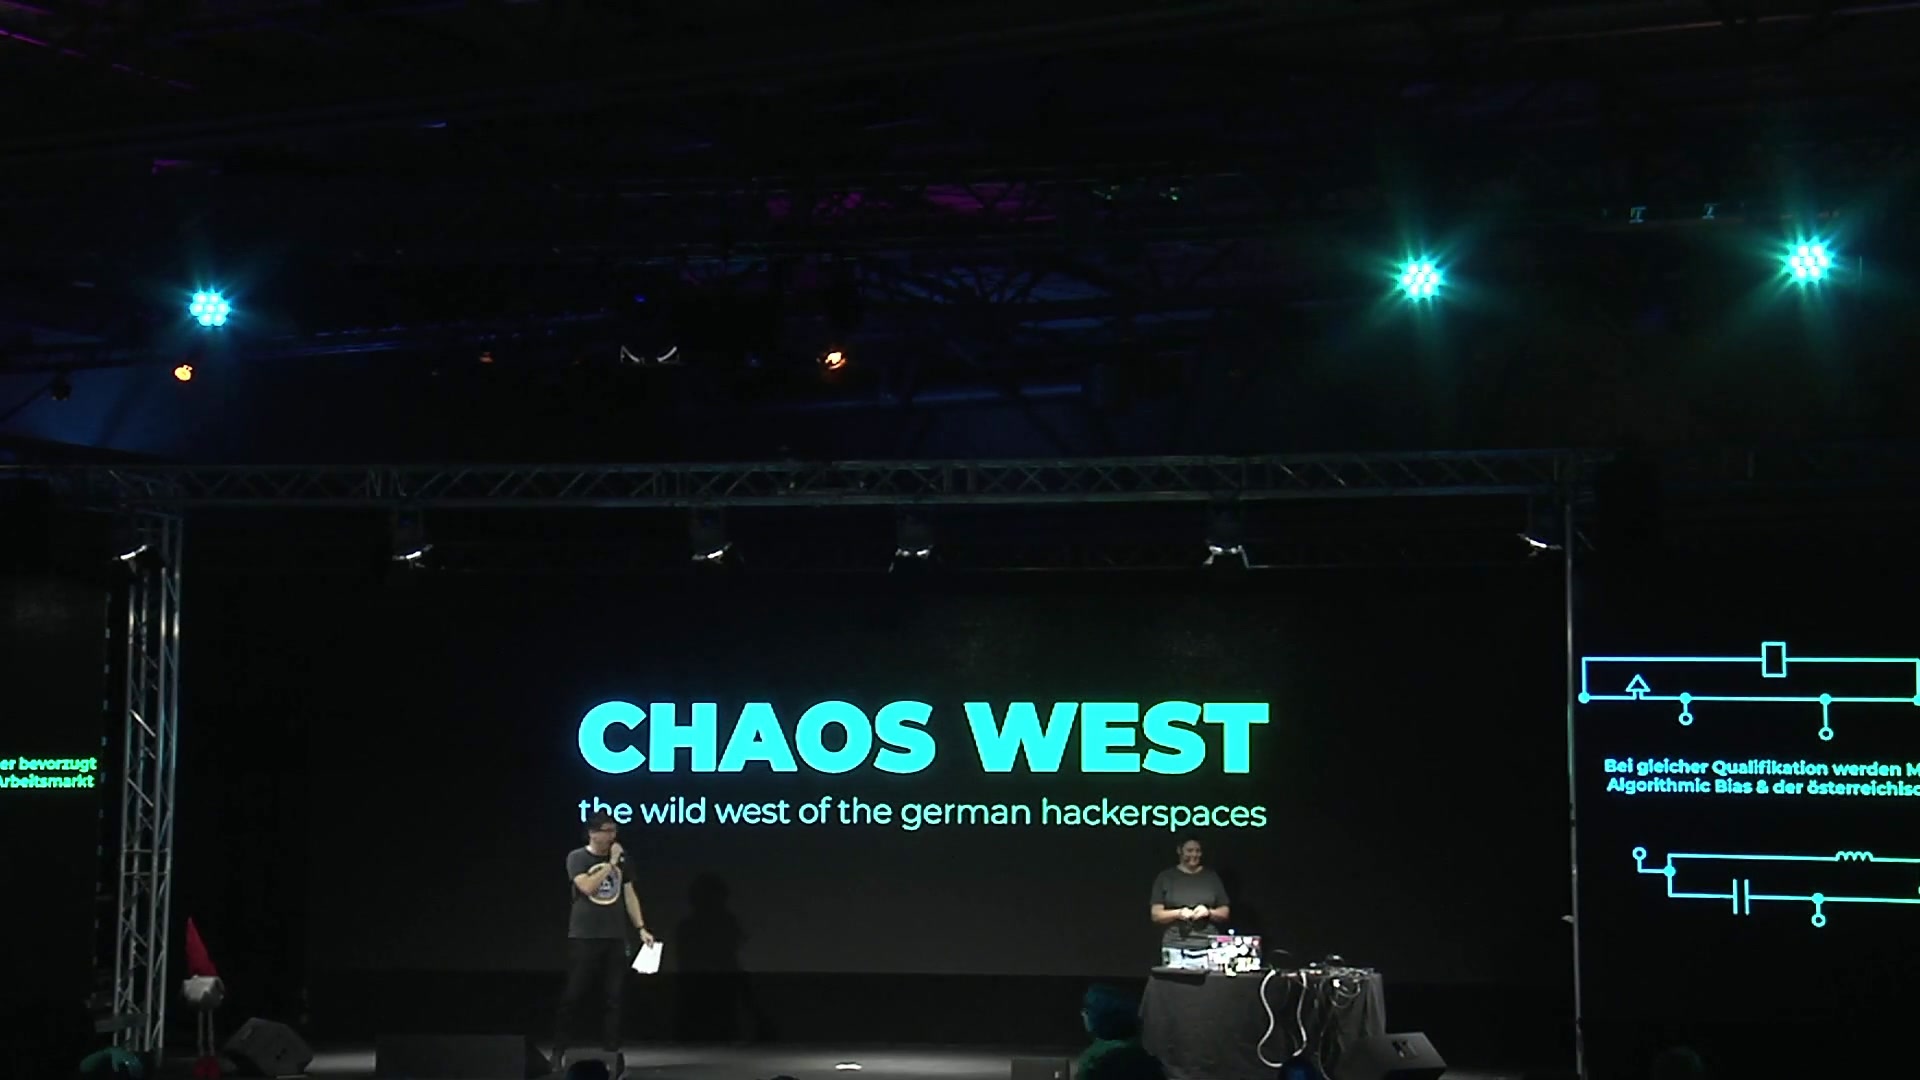 CHAOS WEST
the wild west of the german hackerspaces
er bevorzugt
Arbeitsmarkt
Bei gleicher Qualifikation werden M
Algorithmic Bias & der österreichisc